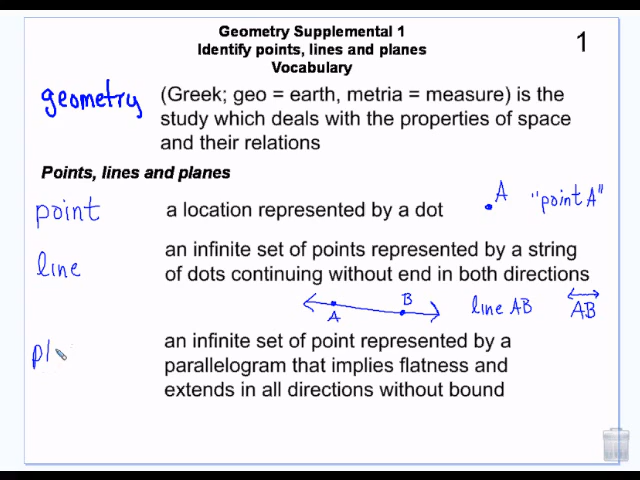 Geometry Supplemental 1
Identify points, lines and planes
Vocabulary
1
geometry
(Greek; geo = earth, metria = measure) is the
study which deals with the properties of space
and their relations
Points, lines and planes
point
a location represented by a dot
A
"point A"
line
an infinite set of points represented by a string
of dots continuing without end in both directions
A
B
line AB
AB
pl
an infinite set of point represented by a
parallelogram that implies flatness and
extends in all directions without bound